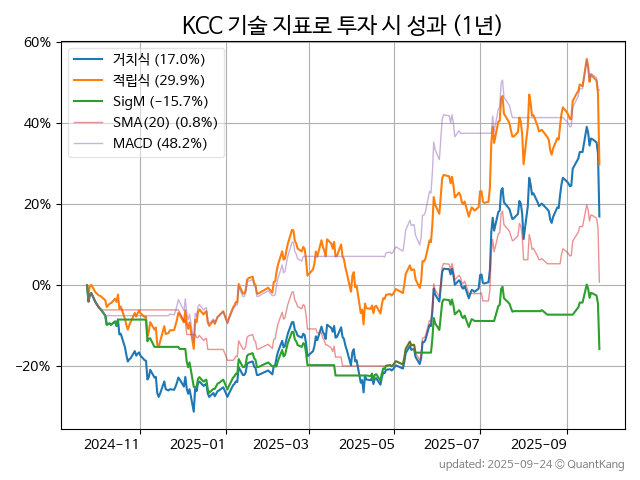 KCC 기술 지표로 투자 시 성과 (1년)
60%
40%
20%
0%
−20%
거치식 (17.0%)
적립식 (29.9%)
SigM (-15.7%)
SMA(20) (0.8%)
MACD (48.2%)
2024-11 2025-01 2025-03 2025-05 2025-07 2025-09
updated: 2025-09-24 © QuantKang